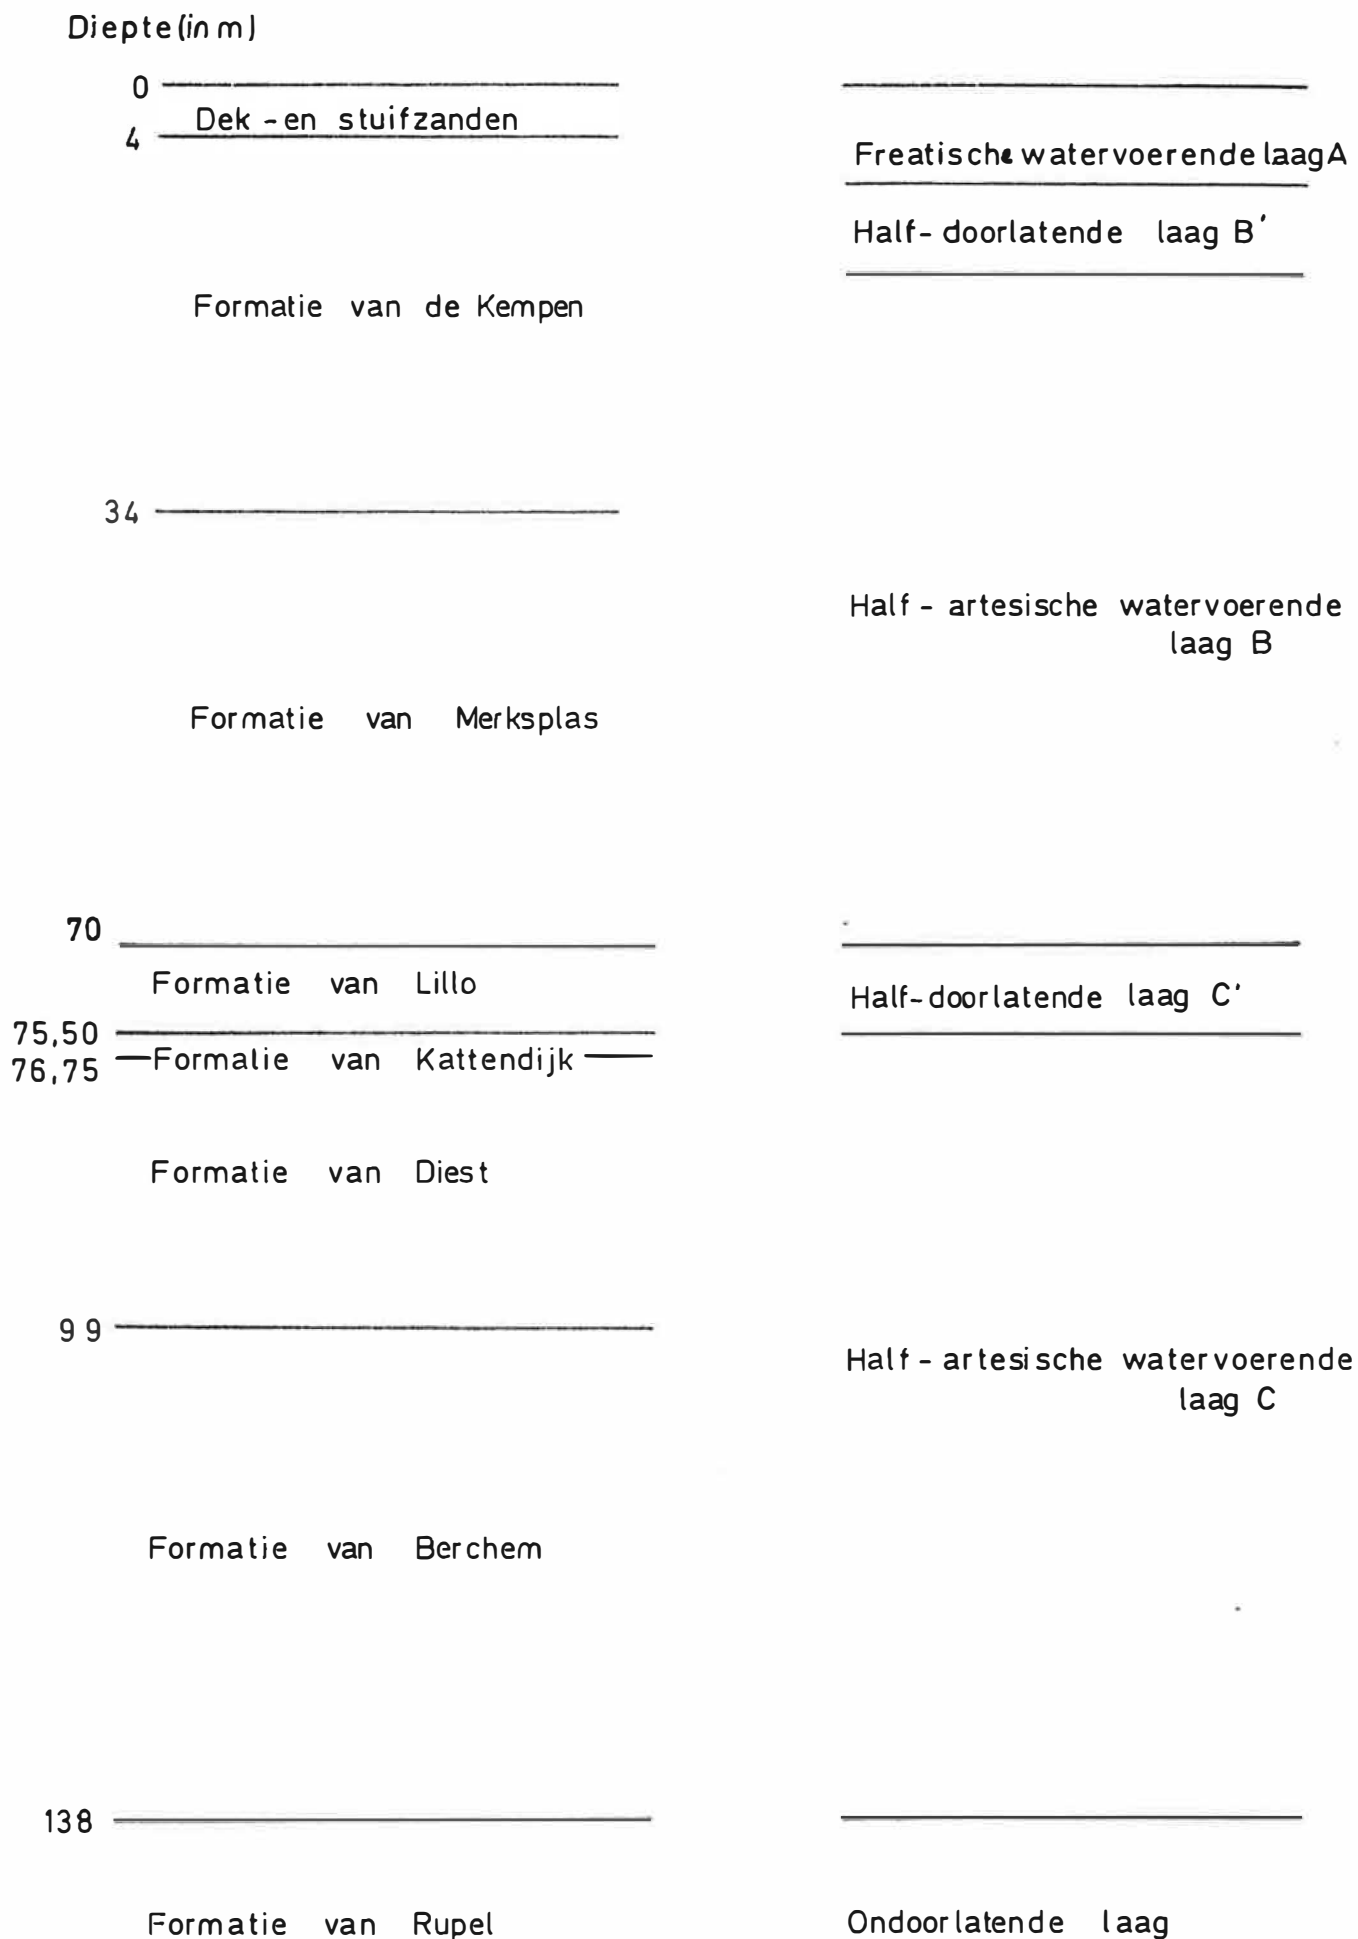 Diepte (in m)
0
Dek - en stuifzanden
4
Freatische watervoerende laag A
Half - doorlatende laag B'
Formatie van de Kempen
34
Half - artesische watervoerende
laag B
Formatie van Merksplas
70
Formatie van Lillo
Half - doorlatende laag C'
75,50
Formatie van Kattendijk
76,75
Formatie van Diest
99
Half - artesische watervoerende
laag C
Formatie van Berchem
138
Formatie van Rupel
Ondoorlatende laag